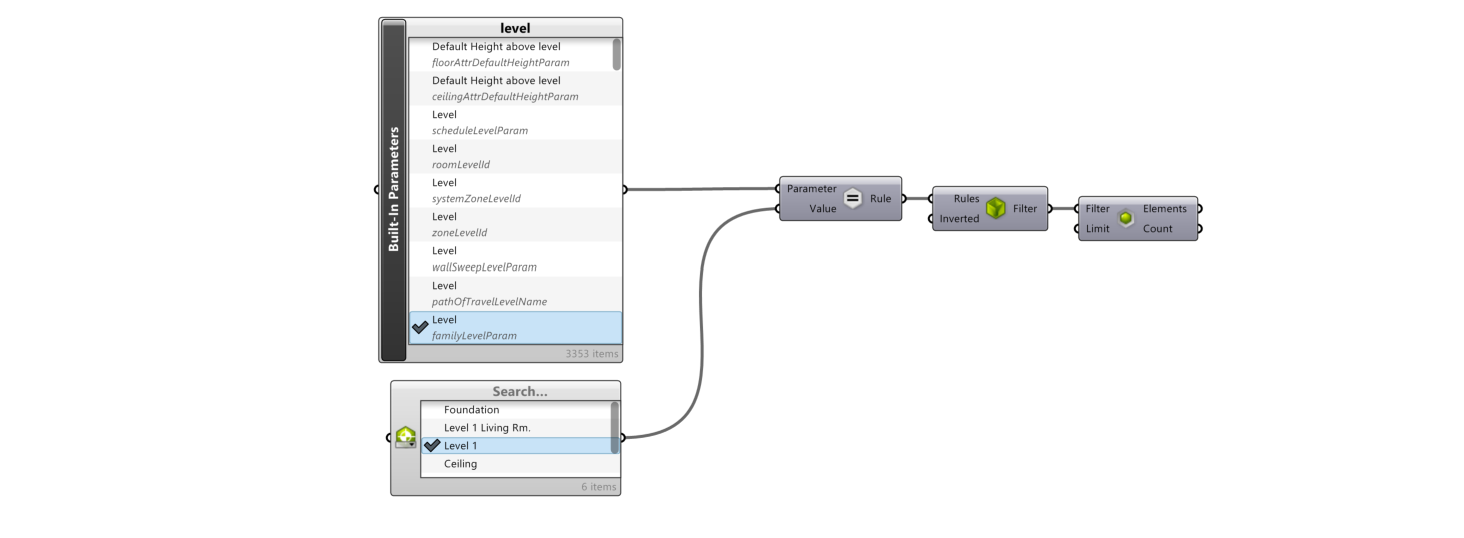 level
Built-In Parameters
Default Height above level
floorAttrDefaultHeightParam
Default Height above level
ceilingAttrDefaultHeightParam
Level
scheduleLevelParam
Level
roomLevelId
Level
systemZoneLevelId
Level
zoneLevelId
Level
wallSweepLevelParam
Level
pathOfTravelLevelName
Level
familyLevelParam
3353 items
Search...
Foundation
Level 1 Living Rm.
Level 1
Ceiling
6 items
Parameter
Value
Rule
Rules
Inverted
Filter
Filter
Limit
Elements
Count